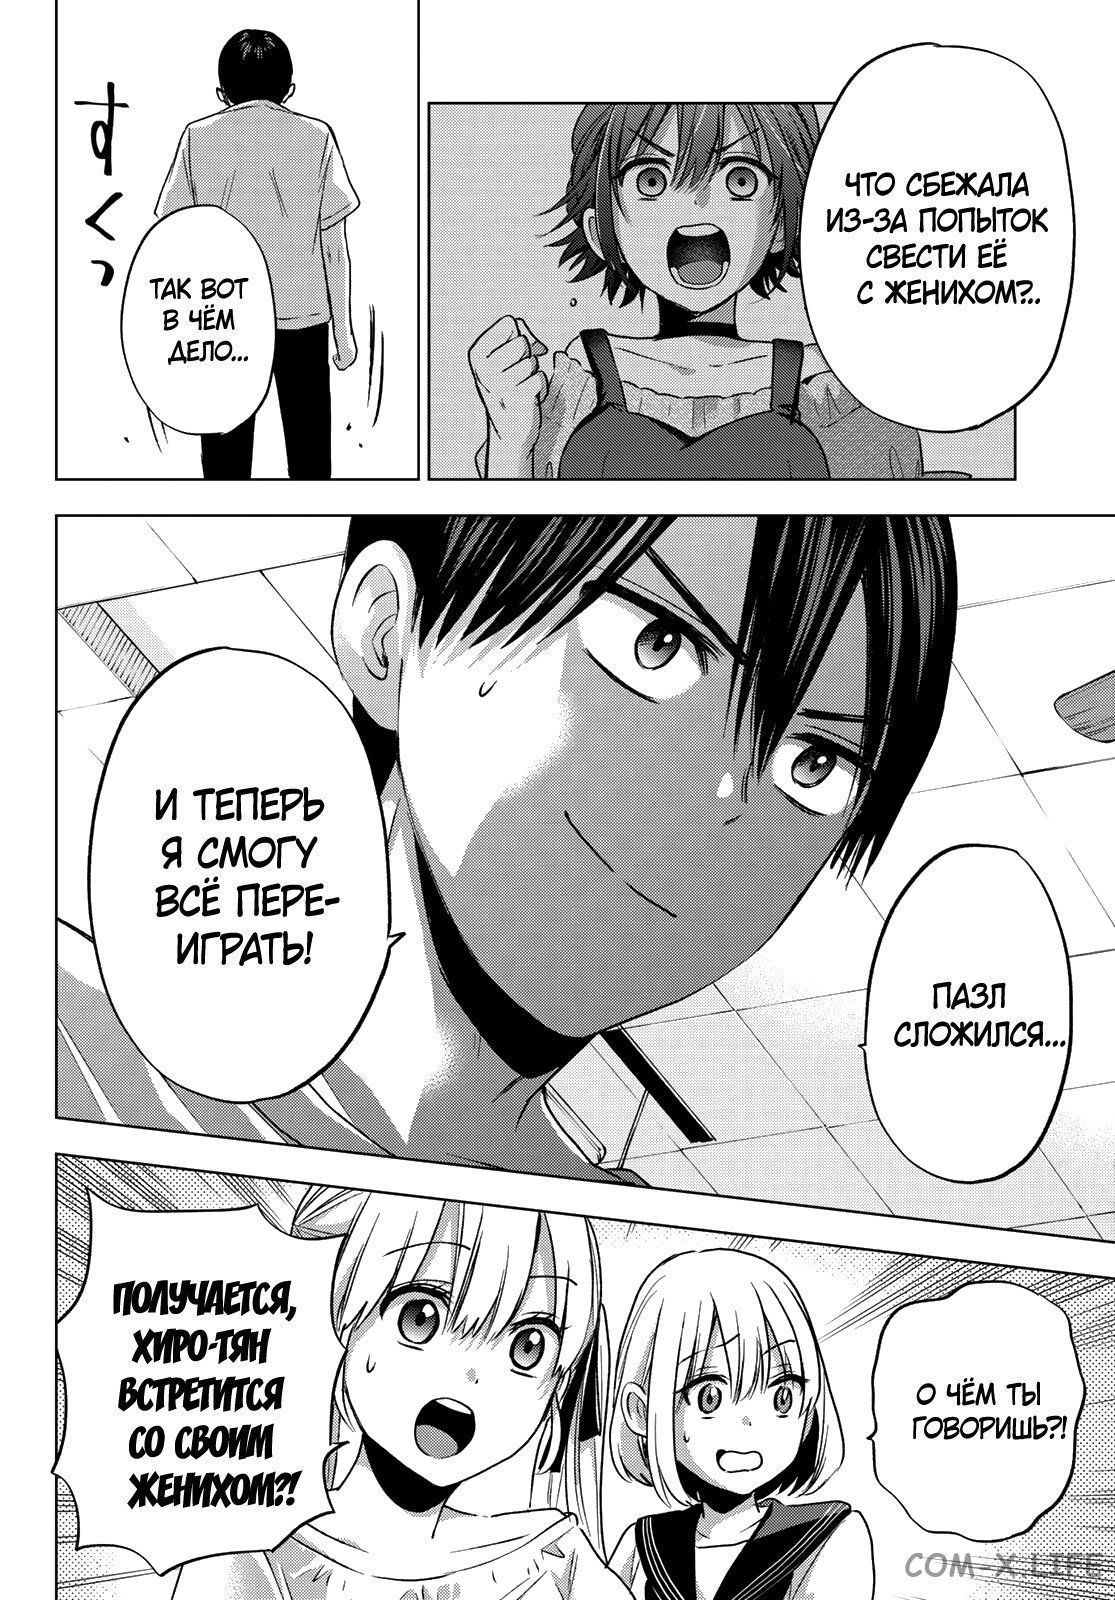 ЧТО СБЕЖАЛА
ИЗ-ЗА ПОПЫТОК
СВЕСТИ ЕЁ
С ЖЕНИХОМ?..
すくっ
ТАК ВОТ
В ЧЁМ
ДЕЛО...
ПАЗЛ
СЛОЖИЛСЯ...
И ТЕПЕРЬ
Я СМОГУ
ВСЁ ПЕРЕ-
ИГРАТЬ!
О ЧЁМ ТЫ
ГОВОРИШЬ?!
ПОЛУЧАЕТСЯ,
ХИРО-ТЯН
ВСТРЕТИТСЯ
СО СВОИМ
ЖЕНИХОМ?!
COM-X.LIFE